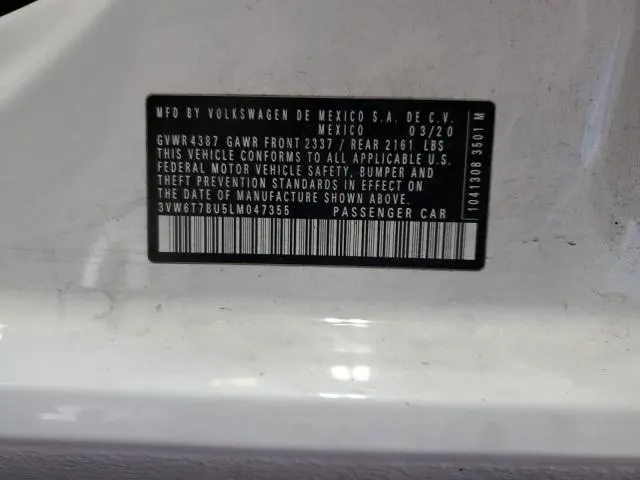 MFD BY VOLKSWAGEN DE MEXICO S.A. DE C.V.
MEXICO 03/20
GVWR 4387 GAWR FRONT 2337 / REAR 2161 LBS
THIS VEHICLE CONFORMS TO ALL APPLICABLE U.S.
FEDERAL MOTOR VEHICLE SAFETY, BUMPER AND
THEFT PREVENTION STANDARDS IN EFFECT ON
THE DATE OF MANUFACTURE SHOWN ABOVE.
3VW6T7BU5LM047355 PASSENGER CAR
1041308 3501 M